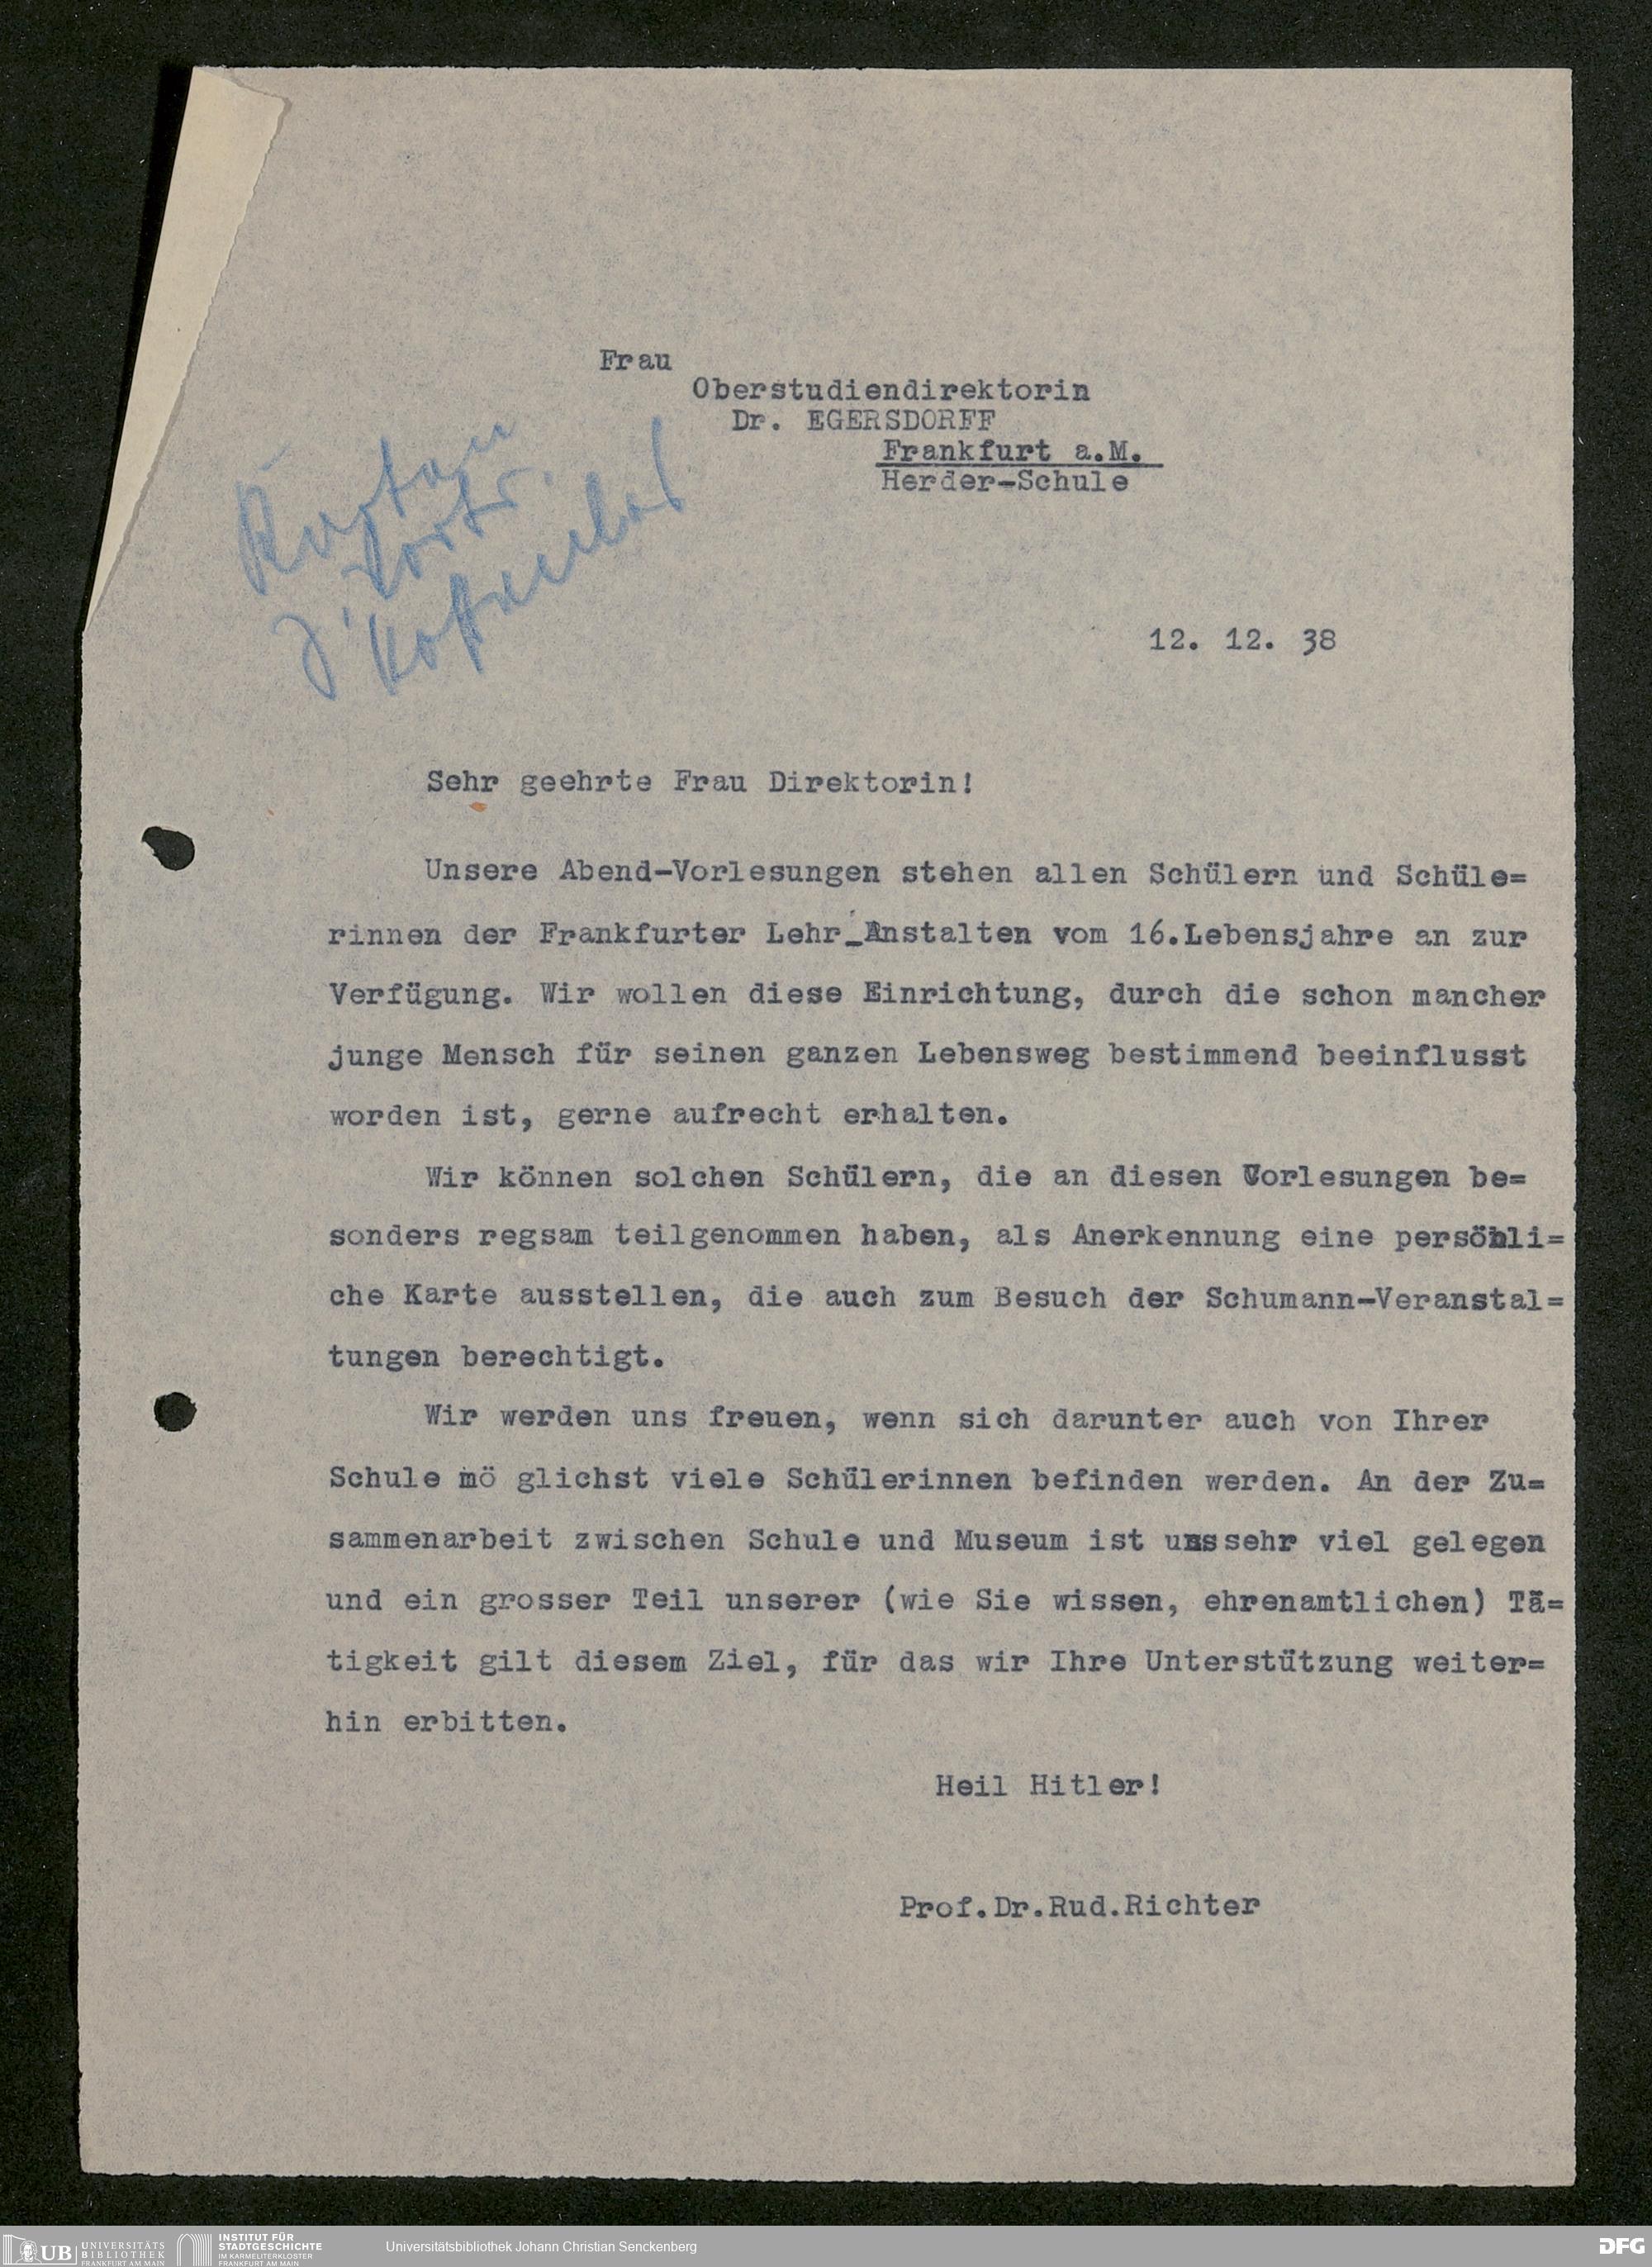 Frau
Oberstudiendirektorin
Dr. EGERSDORFF
Frankfurt a.M.
Herder-Schule
Karten
12. 12. 38
Sehr geehrte Frau Direktorin!
Unsere Abend-Vorlesungen stehen allen Schülern und Schüle=
rinnen der Frankfurter Lehr-Anstalten vom 16.Lebensjahre an zur
Verfügung. Wir wollen diese Einrichtung, durch die schon mancher
junge Mensch für seinen ganzen Lebensweg bestimmend beeinflusst
worden ist, gerne aufrecht erhalten.
Wir können solchen Schülern, die an diesen Vorlesungen be=
sonders regsam teilgenommen haben, als Anerkennung eine persönli=
che Karte ausstellen, die auch zum Besuch der Schumann-Veranstal=
tungen berechtigt.
Wir werden uns freuen, wenn sich darunter auch von Ihrer
Schule mö glichst viele Schülerinnen befinden werden. An der Zu=
sammenarbeit zwischen Schule und Museum ist uns sehr viel gelegen
und ein grosser Teil unserer (wie Sie wissen, ehrenamtlichen) Tä=
tigkeit gilt diesem Ziel, für das wir Ihre Unterstützung weiter=
hin erbitten.
Heil Hitler!
Prof.Dr.Rud.Richter
UB UNIVERSITÄTS
BIBLIOTHEK
FRANKFURT AM MAIN
INSTITUT FÜR
STADTGESCHICHTE
IM KARMELITERKLOSTER
FRANKFURT AM MAIN
Universitätsbibliothek Johann Christian Senckenberg
DFG